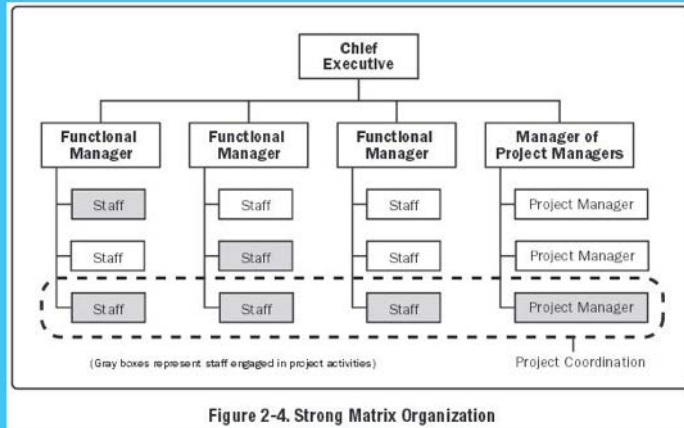 Chief
Executive
Functional
Manager
Functional
Manager
Functional
Manager
Manager of
Project Managers
Staff
Staff
Staff
Project Manager
Staff
Staff
Staff
Project Manager
Staff
Staff
Staff
Project Manager
(Gray boxes represent staff engaged in project activities)
Project Coordination
Figure 2-4. Strong Matrix Organization